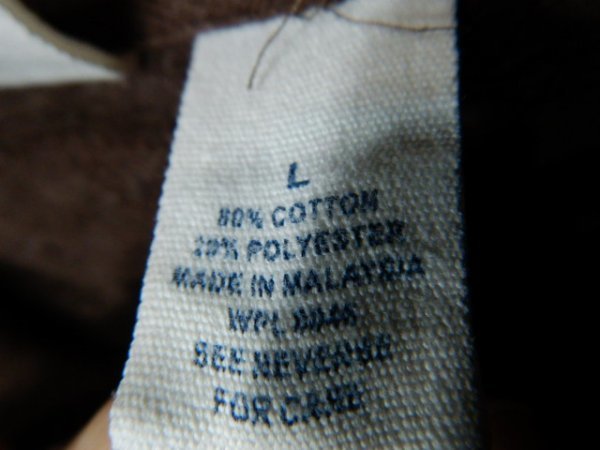 L
80% COTTON
20% POLYESTER
MADE IN MALAYSIA
WPL
SEE REVERSE
FOR CARE